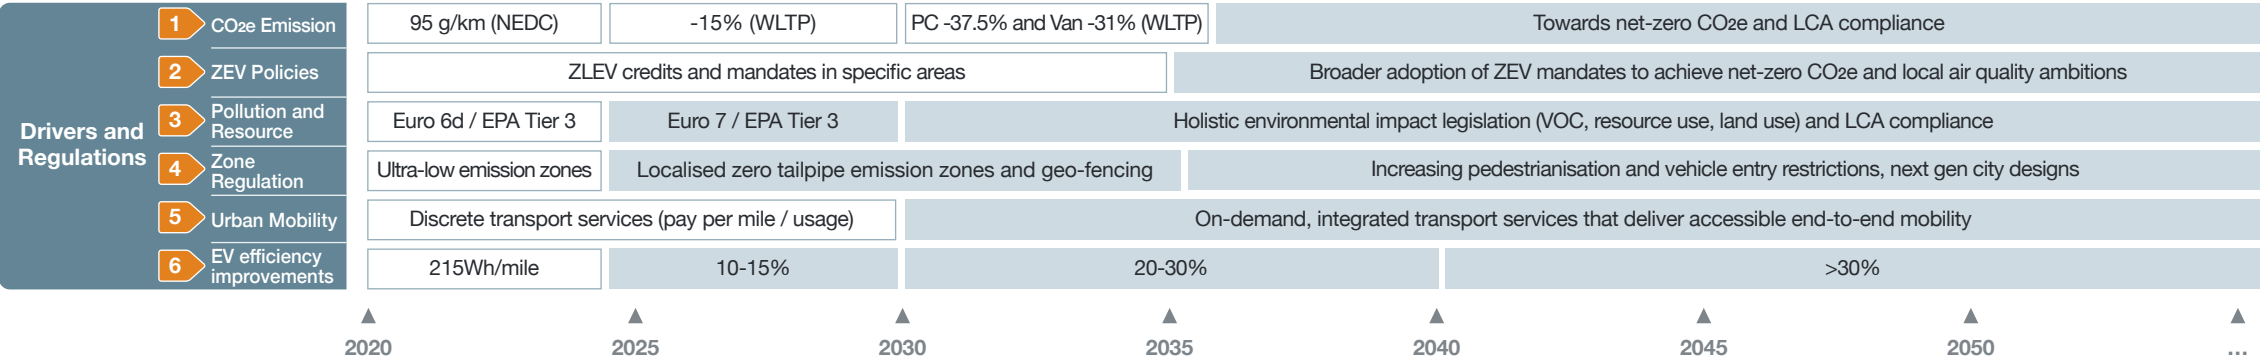 Drivers and
Regulations
1 CO2e Emission 95 g/km (NEDC) -15% (WLTP) PC -37.5% and Van -31% (WLTP) Towards net-zero CO2e and LCA compliance
2 ZEV Policies ZLEV credits and mandates in specific areas Broader adoption of ZEV mandates to achieve net-zero CO2e and local air quality ambitions
3 Pollution and
Resource Euro 6d / EPA Tier 3 Euro 7 / EPA Tier 3 Holistic environmental impact legislation (VOC, resource use, land use) and LCA compliance
4 Zone
Regulation Ultra-low emission zones Localised zero tailpipe emission zones and geo-fencing Increasing pedestrianisation and vehicle entry restrictions, next gen city designs
5 Urban Mobility Discrete transport services (pay per mile / usage) On-demand, integrated transport services that deliver accessible end-to-end mobility
6 EV efficiency
improvements 215Wh/mile 10-15% 20-30% >30%
2020 2025 2030 2035 2040 2045 2050 ...